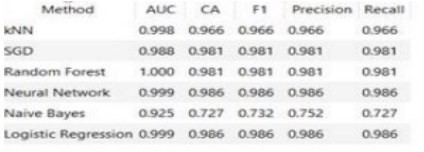 Method AUC CA F1 Precision Recall
kNN 0.998 0.966 0.966 0.966 0.966
SGD 0.988 0.981 0.981 0.981 0.981
Random Forest 1.000 0.981 0.981 0.981 0.981
Neural Network 0.999 0.986 0.986 0.986 0.986
Naive Bayes 0.925 0.727 0.732 0.752 0.727
Logistic Regression 0.999 0.986 0.986 0.986 0.986